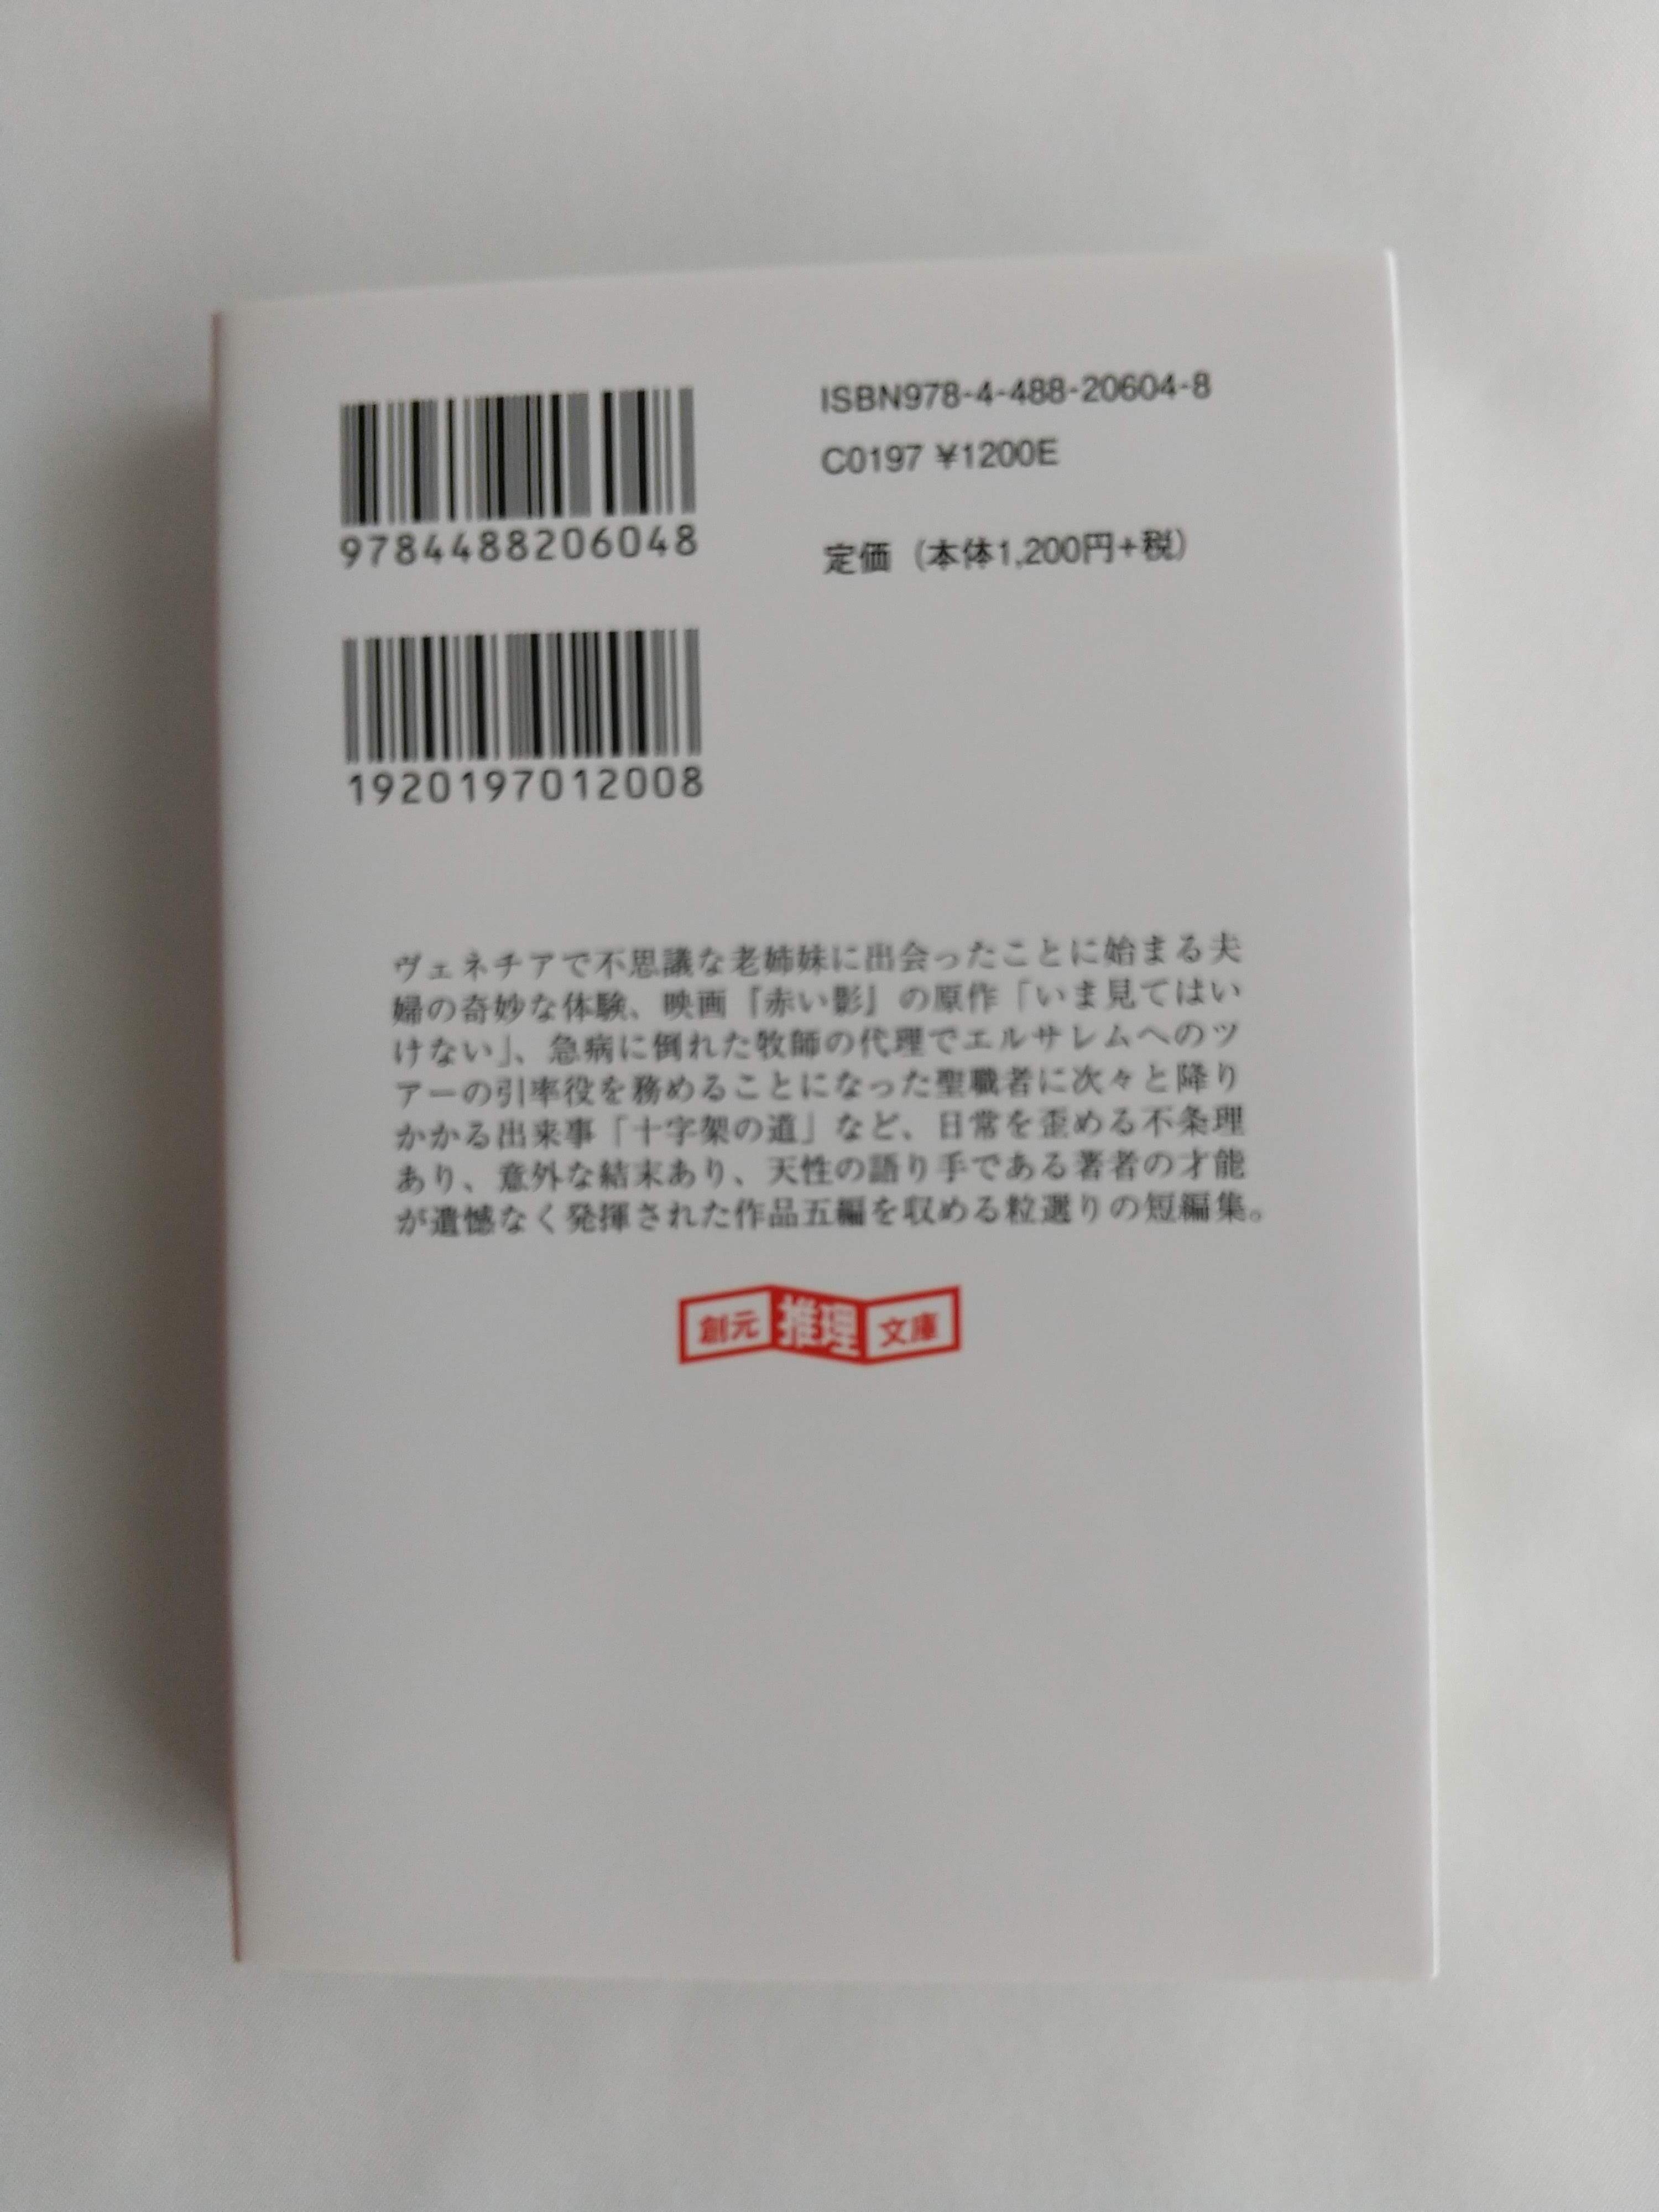 9784488206048
ISBN978-4-488-20604-8
C0197 ¥1200E
定価（本体1,200円+税）
1920197012008
ヴェネチアで不思議な老姉妹に出会ったことに始まる夫
婦の奇妙な体験、映画『赤い影』の原作「いま見てはい
けない」、急病に倒れた牧師の代理でエルサレムへのツ
アーの引率役を務めることになった聖職者に次々と降り
かかる出来事「十字架の道」など、日常を歪める不条理
あり、意外な結末あり、天性の語り手である著者の才能
が遺憾なく発揮された作品五編を収める粒選りの短編集。
創元推理文庫